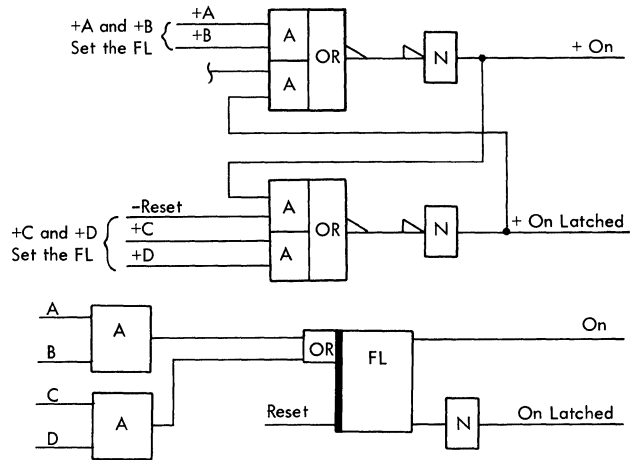 +A and +B
Set the FL
+A
+B
A
OR
A
N
+ On
-Reset
+C and +D
Set the FL
+C
+D
A
OR
A
N
+ On Latched
A
B
A
C
D
A
OR
FL
Reset
On
N
On Latched